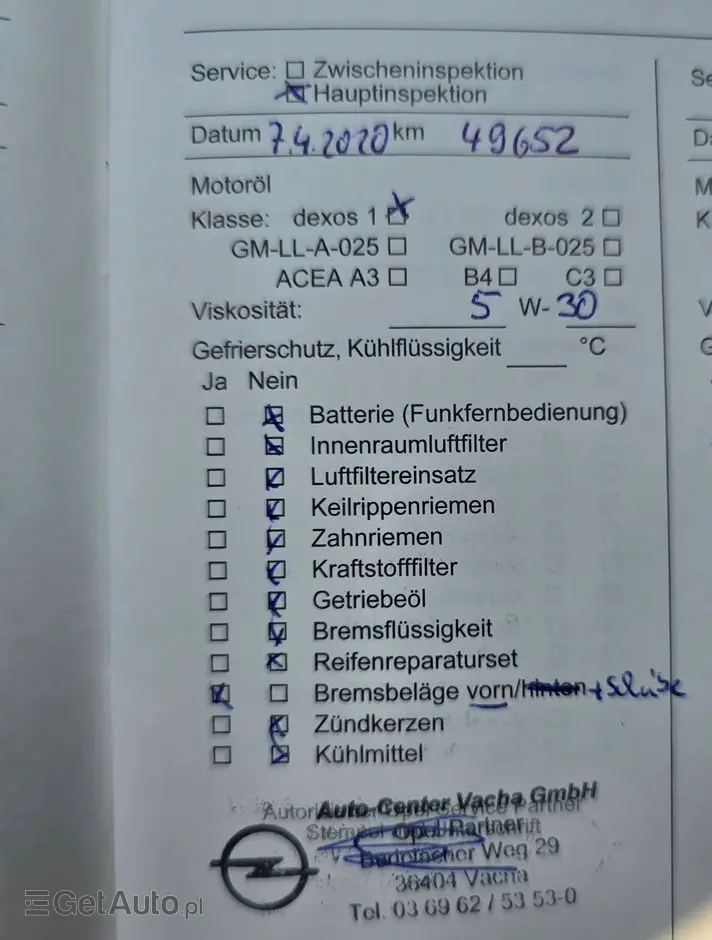 Service: ☐ Zwischeninspektion
☒ Hauptinspektion
Datum 7.4.2020 km 49652
Motoröl
Klasse: dexos 1 ☒ dexos 2 ☐
GM-LL-A-025 ☐ GM-LL-B-025 ☐
ACEA A3 ☐ B4 ☐ C3 ☐
Viskosität: 5 W-30
Gefrierschutz, Kühlflüssigkeit ____ °C
Ja Nein
☐ ☒ Batterie (Funkfernbedienung)
☐ ☒ Innenraumluftfilter
☐ ☒ Luftfiltereinsatz
☐ ☒ Keilrippenriemen
☐ ☒ Zahnriemen
☐ ☒ Kraftstofffilter
☐ ☒ Getriebeöl
☐ ☒ Bremsflüssigkeit
☐ ☒ Reifenreparaturset
☒ ☐ Bremsbeläge vorn/hinten +
☐ ☒ Zündkerzen
☐ ☒ Kühlmittel
Auto-Center Vacha GmbH
Opel Partner
Weg 29
36404 Vacha
Tel. 03 69 62 / 53 53-0
GetAuto.pl